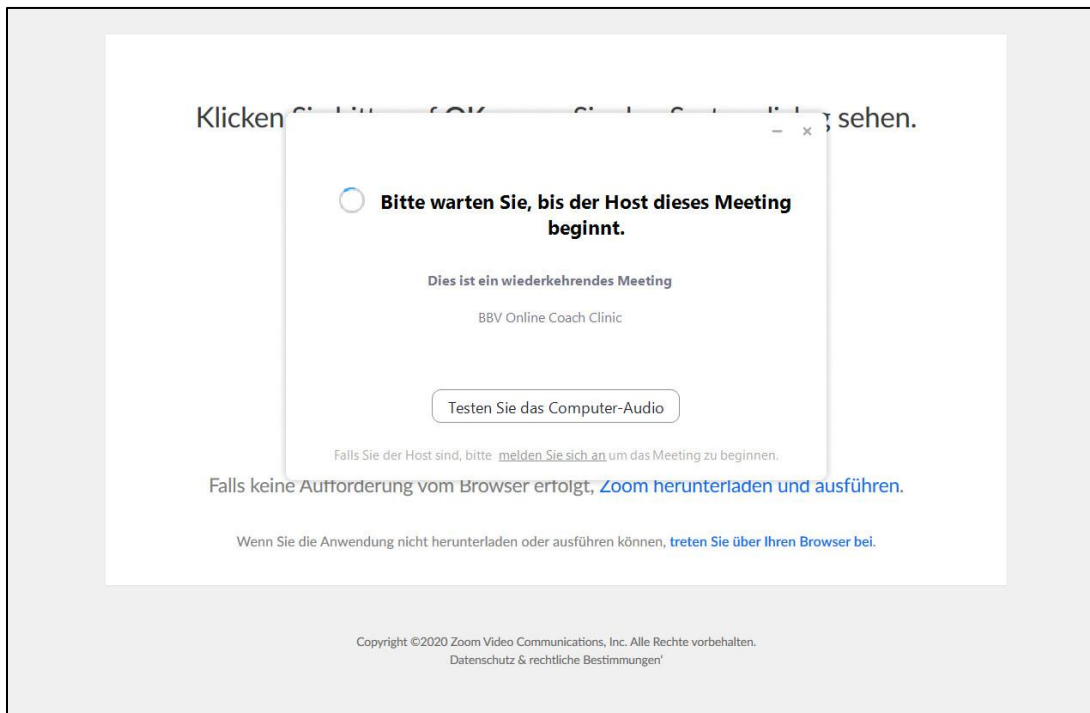 Klicken sehen.
Bitte warten Sie, bis der Host dieses Meeting
beginnt.
Dies ist ein wiederkehrendes Meeting
BBV Online Coach Clinic
Testen Sie das Computer-Audio
Falls Sie der Host sind, bitte melden Sie sich an um das Meeting zu beginnen.
Falls keine Aufforderung vom Browser erfolgt, Zoom herunterladen und ausführen.
Wenn Sie die Anwendung nicht herunterladen oder ausführen können, treten Sie über Ihren Browser bei.
Copyright ©2020 Zoom Video Communications, Inc. Alle Rechte vorbehalten.
Datenschutz & rechtliche Bestimmungen'